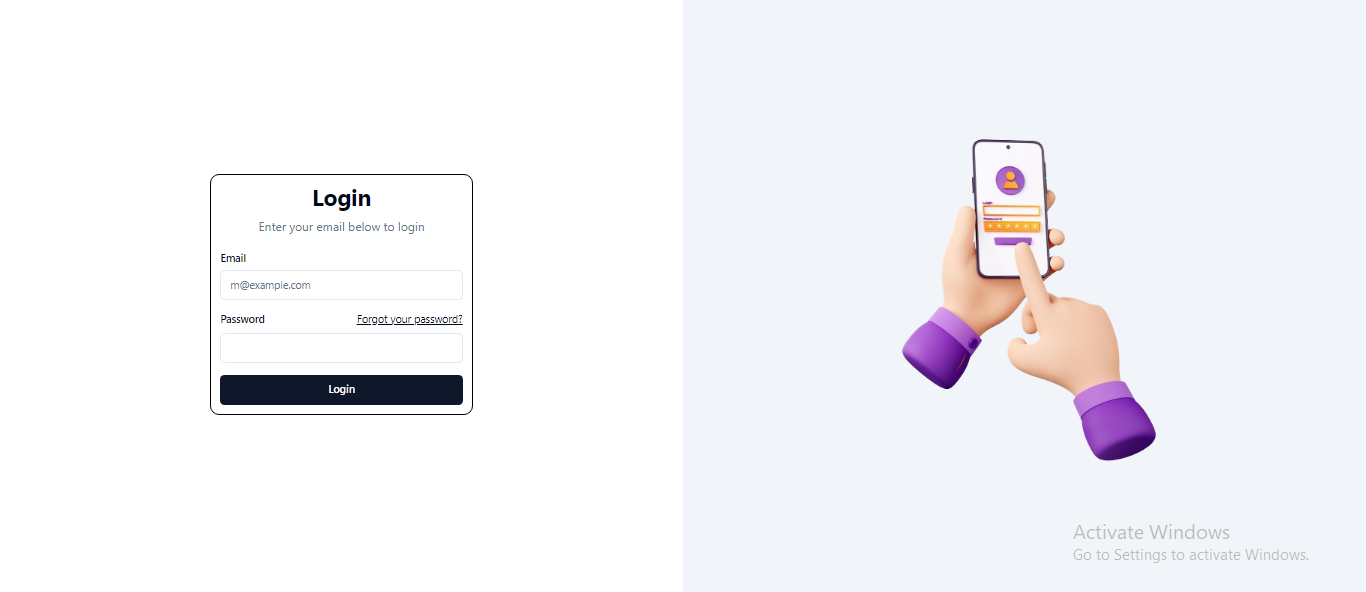 Login
Enter your email below to login
Email
m@example.com
Password Forgot your password?
Login
Login
Password
Activate Windows
Go to Settings to activate Windows.